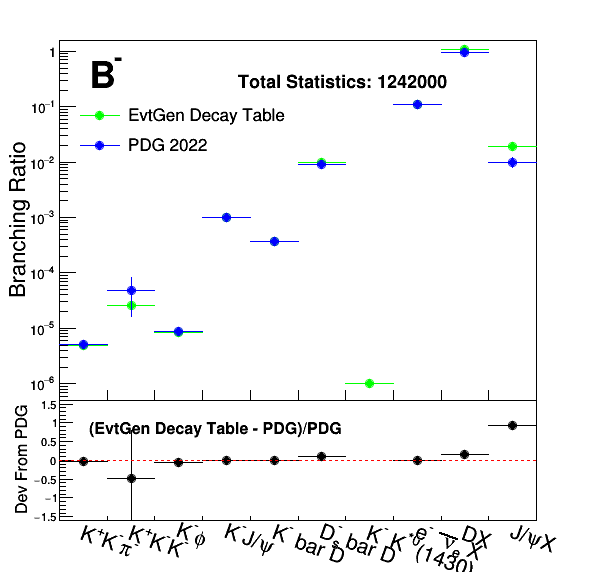 B⁻
Total Statistics: 1242000
EvtGen Decay Table
PDG 2022
Branching Ratio
1
10⁻¹
10⁻²
10⁻³
10⁻⁴
10⁻⁵
10⁻⁶
(EvtGen Decay Table - PDG)/PDG
Dev From PDG
1.5
1
0.5
0
−0.5
−1
−1.5
K⁺K⁻π⁻
K⁺K⁻K⁻
K⁻φ
K⁻J/ψ
K⁻ bar D
D⁻ₛ bar D
K⁻K*₀(1430)
e⁻ν̅ₑX
DX
J/ψX